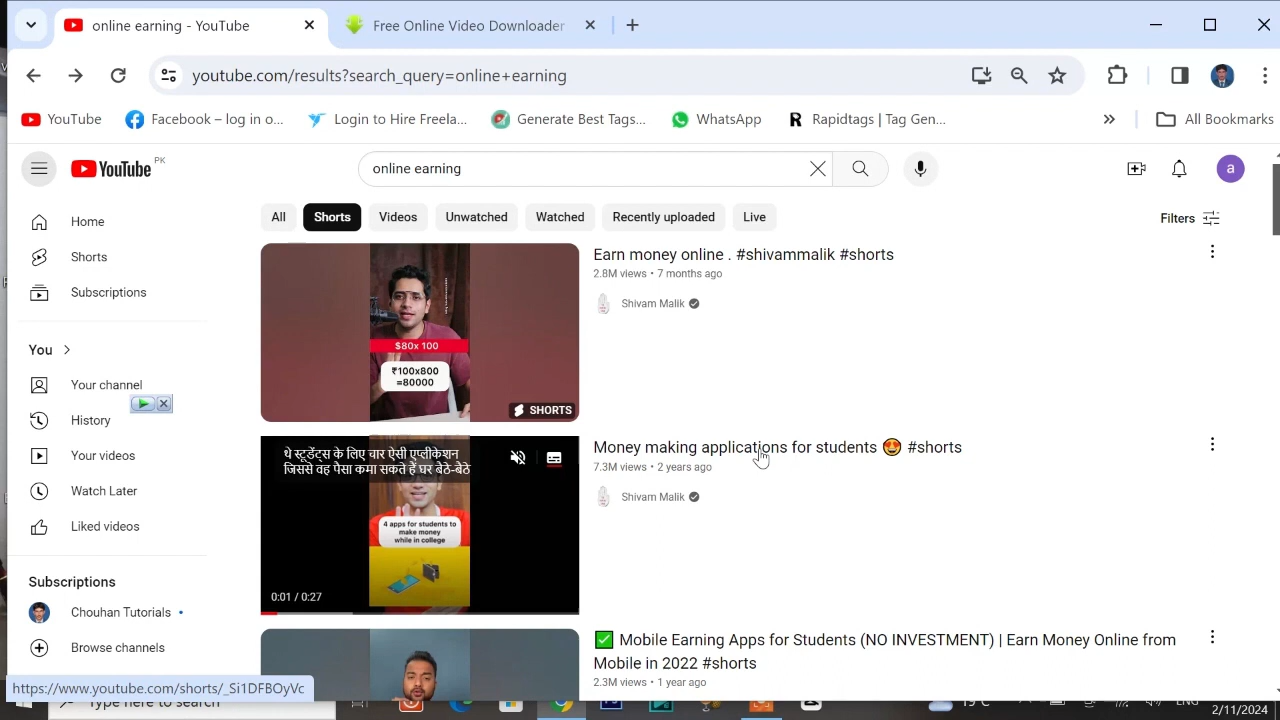 online earning - YouTube
Free Online Video Downloader
youtube.com/results?search_query=online+earning
YouTube
Facebook – log in o...
Login to Hire Freela...
Generate Best Tags...
WhatsApp
Rapidtags | Tag Gen...
All Bookmarks
YouTube PK
online earning
a
Home
Shorts
Subscriptions
You
Your channel
History
Your videos
Watch Later
Liked videos
Subscriptions
Chouhan Tutorials
Browse channels
All
Shorts
Videos
Unwatched
Watched
Recently uploaded
Live
Filters
$80x 100
₹100x800
=80000
SHORTS
Earn money online . #shivammalik #shorts
2.8M views • 7 months ago
Shivam Malik
थे स्टूडेंट्स के लिए चार ऐसी एप्लीकेशन
जिससे वह पैसा कमा सकते हैं घर बैठे-बैठे
4 apps for students to
make money
while in college
0:01 / 0:27
Money making applications for students 😍 #shorts
7.3M views • 2 years ago
Shivam Malik
✅ Mobile Earning Apps for Students (NO INVESTMENT) | Earn Money Online from
Mobile in 2022 #shorts
2.3M views • 1 year ago
https://www.youtube.com/shorts/_Si1DFBOyVc
Type here to search
19°C
ENG
2/11/2024